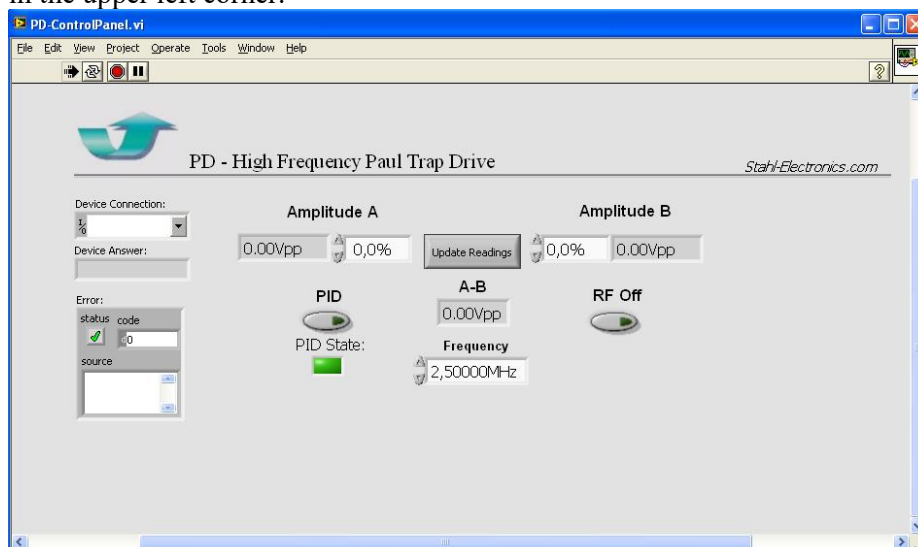 in the upper left corner.
PD-ControlPanel.vi
File Edit View Project Operate Tools Window Help
PD - High Frequency Paul Trap Drive
Stahl-Electronics.com
Device Connection:
Amplitude A
Amplitude B
I/O
Device Answer:
0.00Vpp 0,0% Update Readings 0,0% 0.00Vpp
Error:
status code
0
source
PID
A-B
RF Off
0.00Vpp
PID State:
Frequency
2,50000MHz